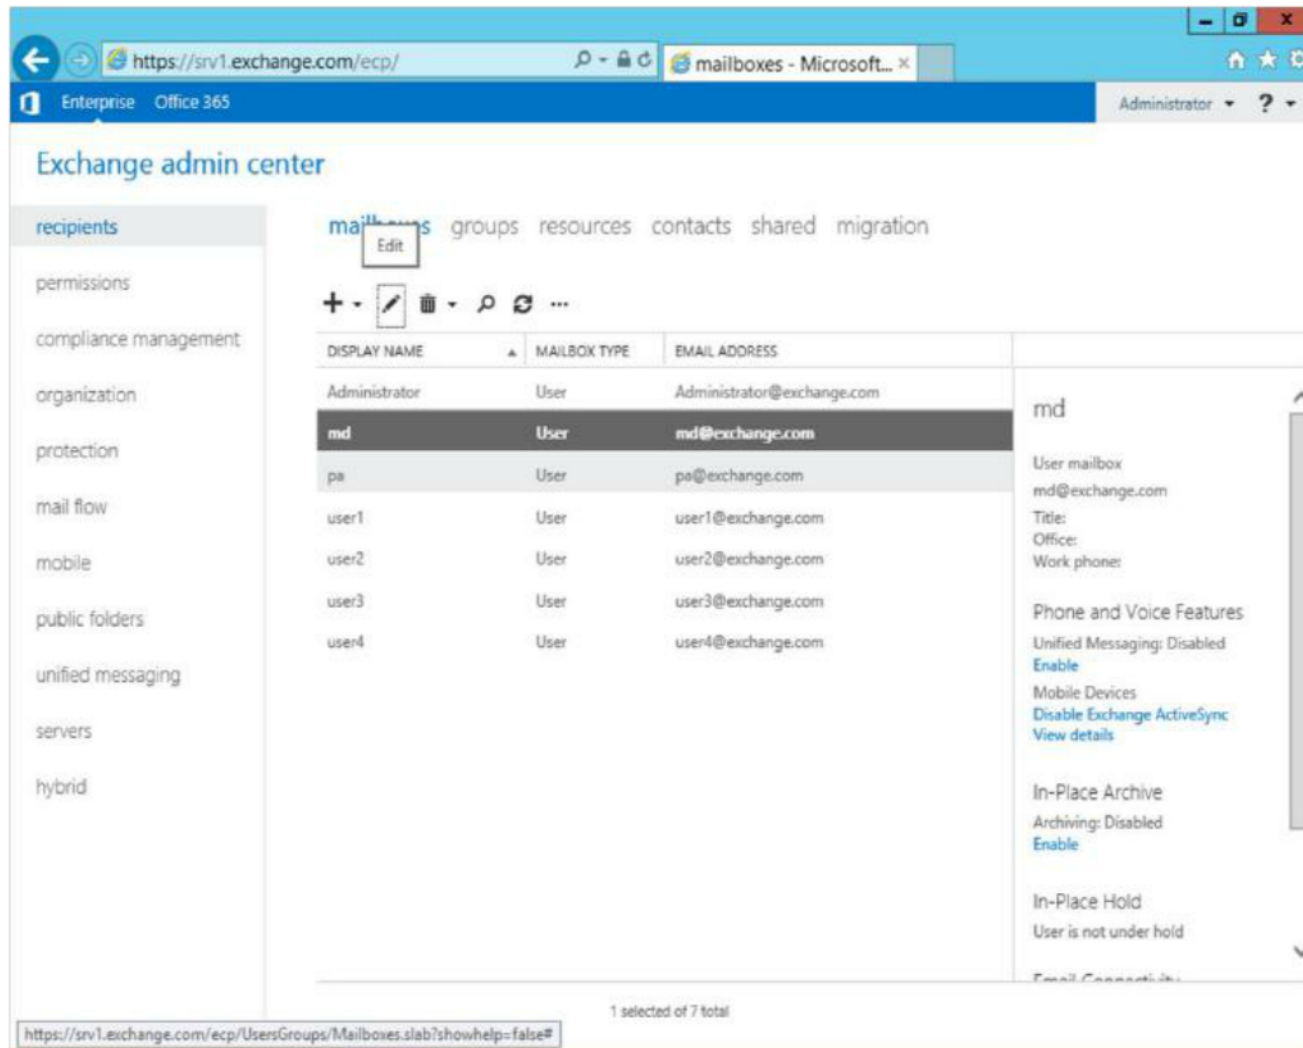 https://srv1.exchange.com/ecp/
mailboxes - Microsoft...
Enterprise Office 365
Administrator ?
Exchange admin center
recipients
permissions
compliance management
organization
protection
mail flow
mobile
public folders
unified messaging
servers
hybrid
mailboxes groups resources contacts shared migration
Edit
DISPLAY NAME MAILBOX TYPE EMAIL ADDRESS
Administrator User Administrator@exchange.com
md User md@exchange.com
pa User pa@exchange.com
user1 User user1@exchange.com
user2 User user2@exchange.com
user3 User user3@exchange.com
user4 User user4@exchange.com
md
User mailbox
md@exchange.com
Title:
Office:
Work phone:
Phone and Voice Features
Unified Messaging: Disabled
Enable
Mobile Devices
Disable Exchange ActiveSync
View details
In-Place Archive
Archiving: Disabled
Enable
In-Place Hold
User is not under hold
Email Connectivity
1 selected of 7 total
https://srv1.exchange.com/ecp/UsersGroups/Mailboxes.slab?showhelp=false#